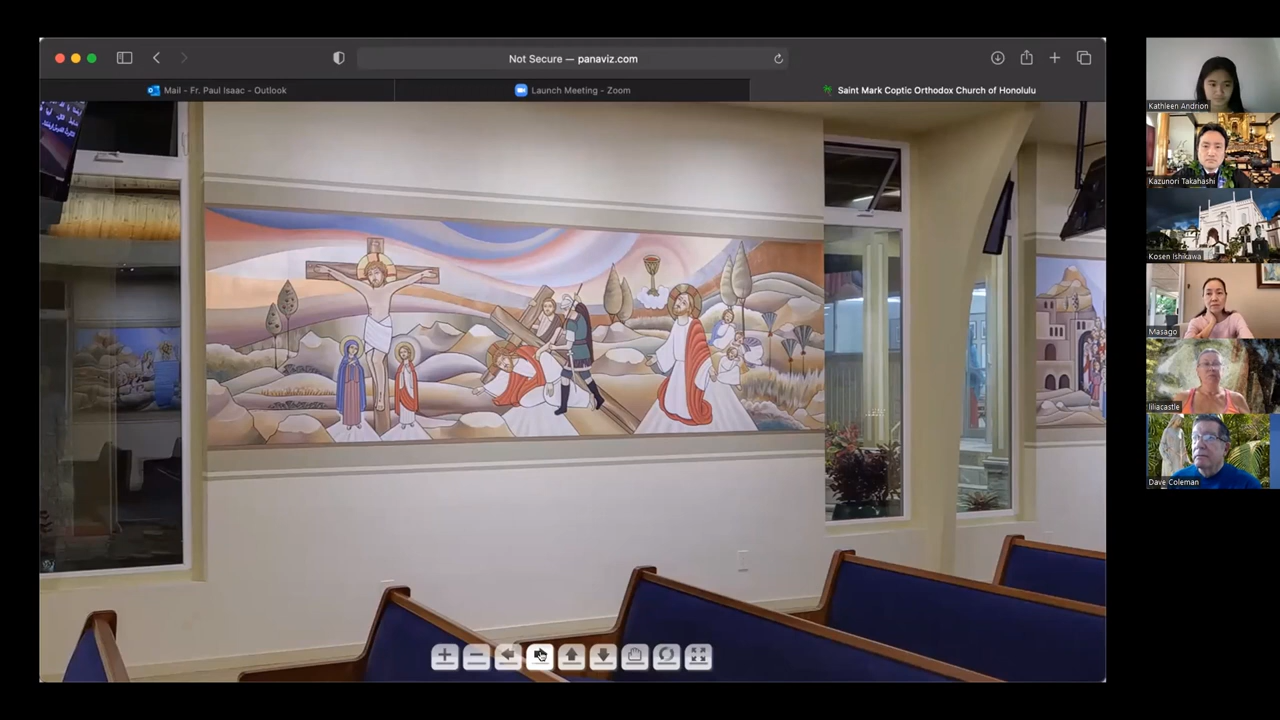 Not Secure — panaviz.com
Mail - Fr. Paul Isaac - Outlook
Launch Meeting - Zoom
Saint Mark Coptic Orthodox Church of Honolulu
Kathleen Andrion
Kazunori Takahashi
Kosen Ishikawa
Masago
liliacastle
Dave Coleman